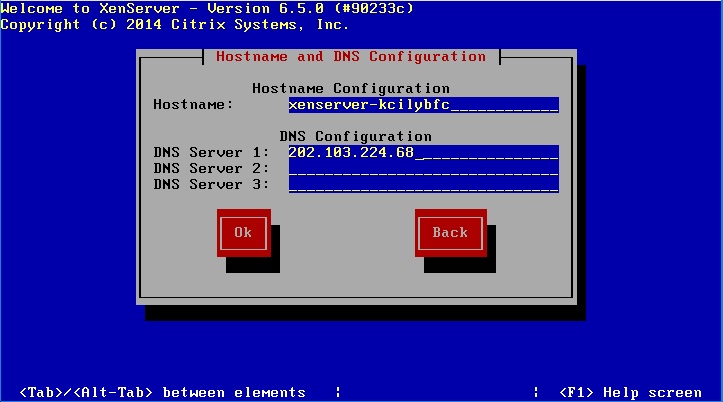 Welcome to XenServer - Version 6.5.0 (#90233c)
Copyright (c) 2014 Citrix Systems, Inc.
Hostname and DNS Configuration
Hostname Configuration
Hostname: xenserver-kcilybfc____________
DNS Configuration
DNS Server 1: 202.103.224.68________________
DNS Server 2: ______________________________
DNS Server 3: ______________________________
Ok Back
<Tab>/<Alt-Tab> between elements ¦ ¦ <F1> Help screen